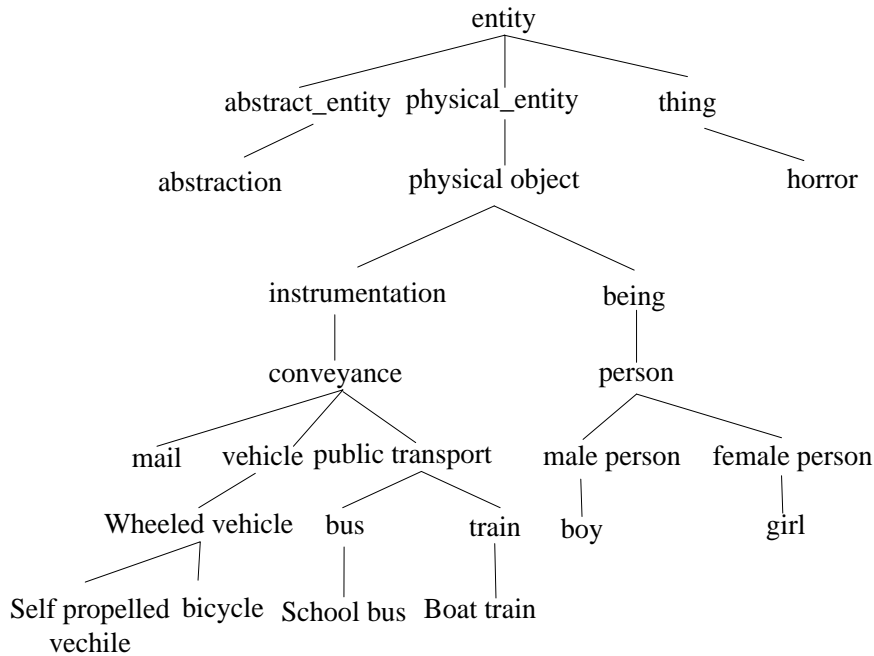 entity
abstract_entity physical_entity thing
abstraction physical object horror
instrumentation being
conveyance person
mail vehicle public transport male person female person
Wheeled vehicle bus train boy girl
Self propelled bicycle School bus Boat train
vechile